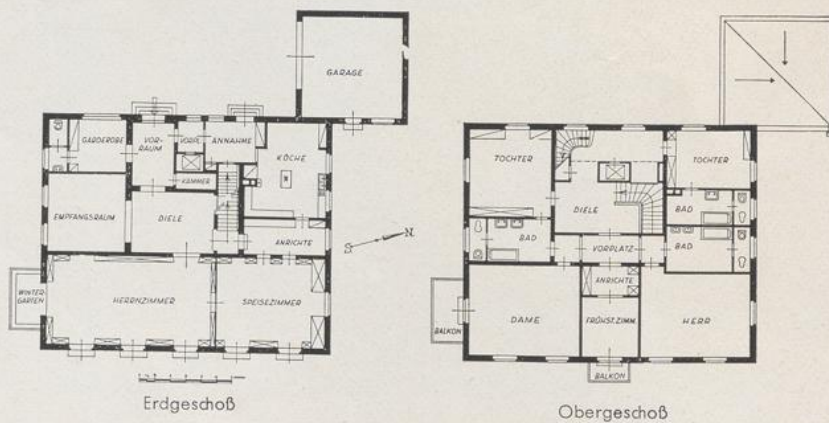 GARAGE
GARDEROBE
VOR-
RAUM
VORPL.
ANNAHME
KÜCHE
KAMMER
EMPFANGSRAUM
DIELE
ANRICHTE
WINTER-
GARTEN
HERRNZIMMER
SPEISEZIMMER
S
N
Erdgeschoß
TOCHTER
TOCHTER
DIELE
BAD
BAD
VORPLATZ
BAD
ANRICHTE
DAME
FRÜHST.ZIMM.
HERR
BALKON
BALKON
Obergeschoß